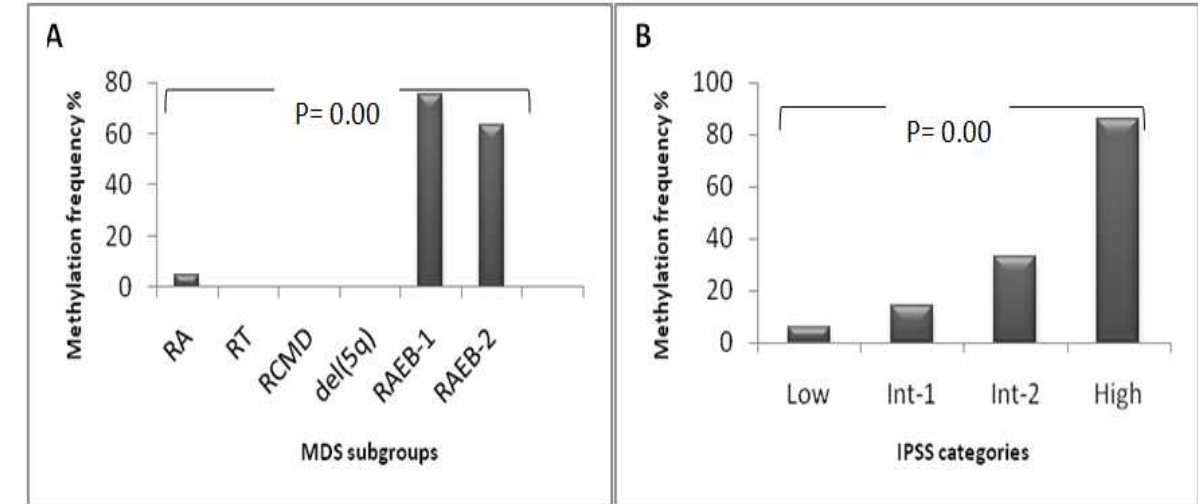 A
Methylation frequency %
80
60
40
20
0
P= 0.00
RA
RT
RCMD
del(5q)
RAEB-1
RAEB-2
MDS subgroups
B
Methylation frequency %
100
80
60
40
20
0
P= 0.00
Low
Int-1
Int-2
High
IPSS categories